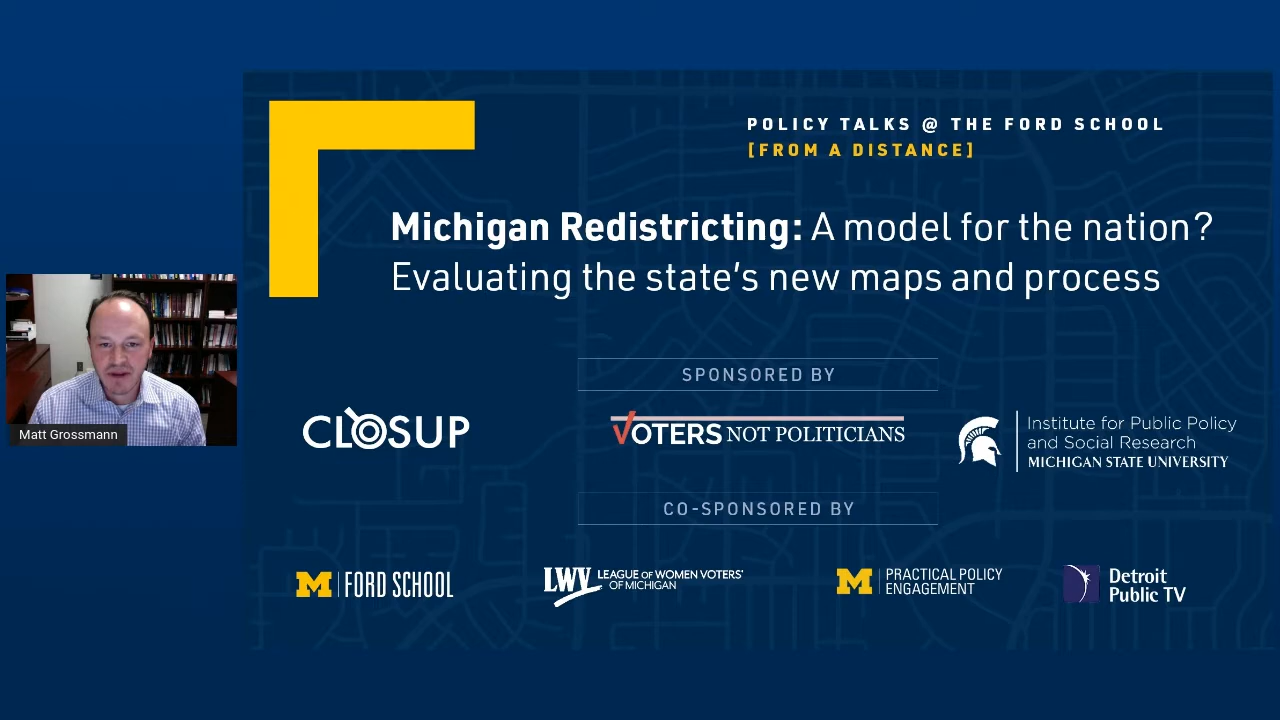 POLICY TALKS @ THE FORD SCHOOL
[FROM A DISTANCE]
Michigan Redistricting: A model for the nation?
Evaluating the state's new maps and process
Matt Grossmann
SPONSORED BY
CLOSUP
VOTERS NOT POLITICIANS
Institute for Public Policy
and Social Research
MICHIGAN STATE UNIVERSITY
CO-SPONSORED BY
M FORD SCHOOL
LWV LEAGUE OF WOMEN VOTERS®
OF MICHIGAN
M PRACTICAL POLICY
ENGAGEMENT
Detroit
Public TV